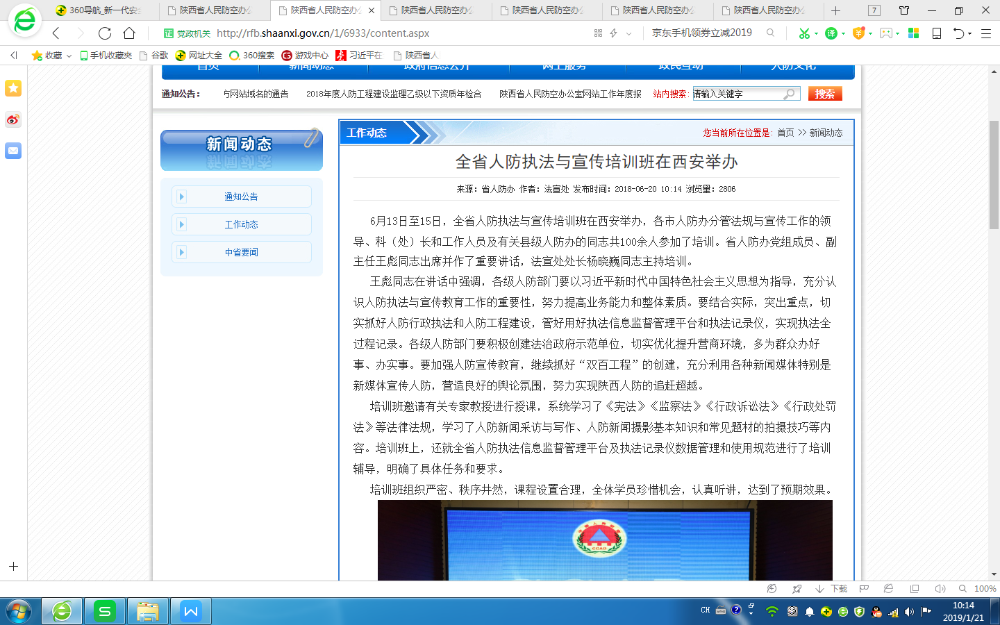 360导航_新一代安全
陕西省人民防空办公
陕西省人民防空办公
陕西省人民防空办公
陕西省人民防空办公
陕西省人民防空办公
陕西省人民防空办公
7
证 党政机关 http://rfb.shaanxi.gov.cn/1/6933/content.aspx
京东手机领券立减2019
译
收藏 手机收藏夹 谷歌 网址大全 360搜索 游戏中心 习近平在 陕西省人
首页 新闻动态 政府信息公开 网上服务 政民互动 人防文化
通知公告： 与网站域名的通告 2018年度人防工程建设监理乙级以下资质年检合 陕西省人民防空办公室网站工作年度报 站内搜索: 请输入关键字 搜索
新闻动态
通知公告
工作动态
中省要闻
工作动态
您当前所在位置是：首页 >> 新闻动态
全省人防执法与宣传培训班在西安举办
来源：省人防办 作者：法宣处 发布时间：2018-06-20 10:14 浏览量：2806
6月13日至15日，全省人防执法与宣传培训班在西安举办，各市人防办分管法规与宣传工作的领
导、科（处）长和工作人员及有关县级人防办的同志共100余人参加了培训。省人防办党组成员、副
主任王彪同志出席并作了重要讲话，法宣处处长杨晓巍同志主持培训。
王彪同志在讲话中强调，各级人防部门要以习近平新时代中国特色社会主义思想为指导，充分认
识人防执法与宣传教育工作的重要性，努力提高业务能力和整体素质。要结合实际，突出重点，切
实抓好人防行政执法和人防工程建设，管好用好执法信息监督管理平台和执法记录仪，实现执法全
过程记录。各级人防部门要积极创建法治政府示范单位，切实优化提升营商环境，多为群众办好
事、办实事。要加强人防宣传教育，继续抓好“双百工程”的创建，充分利用各种新闻媒体特别是
新媒体宣传人防，营造良好的舆论氛围，努力实现陕西人防的追赶超越。
培训班邀请有关专家教授进行授课，系统学习了《宪法》《监察法》《行政诉讼法》《行政处罚
法》等法律法规，学习了人防新闻采访与写作、人防新闻摄影基本知识和常见题材的拍摄技巧等内
容。培训班上，还就全省人防执法信息监督管理平台及执法记录仪数据管理和使用规范进行了培训
辅导，明确了具体任务和要求。
培训班组织严密、秩序井然，课程设置合理，全体学员珍惜机会，认真听讲，达到了预期效果。
CCAD
下载
100%
CH
10:14
2019/1/21